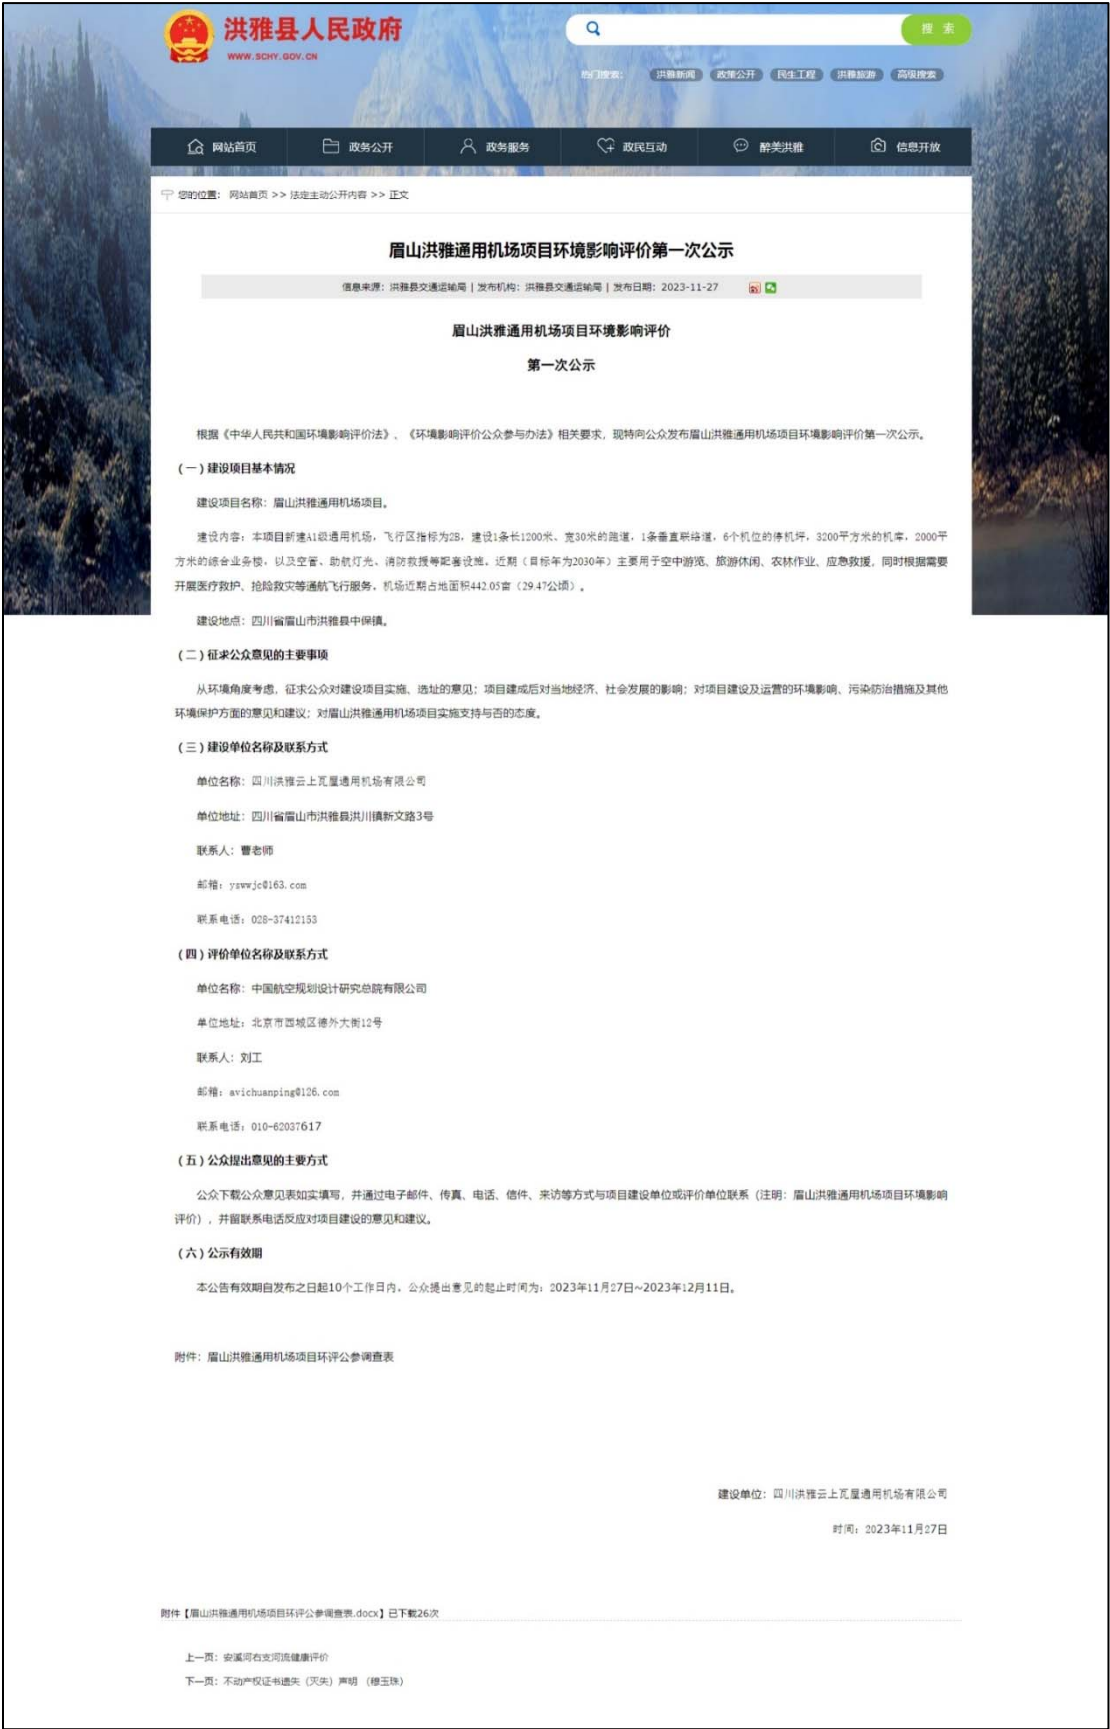 洪雅县人民政府
WWW.SCHY.GOV.CN
搜 索
热门搜索： 洪雅新闻 政策公开 民生工程 洪雅旅游 高级搜索
网站首页 政务公开 政务服务 政民互动 醉美洪雅 信息开放
您的位置： 网站首页 >> 法定主动公开内容 >> 正文
眉山洪雅通用机场项目环境影响评价第一次公示
信息来源：洪雅县交通运输局 | 发布机构：洪雅县交通运输局 | 发布日期：2023-11-27
眉山洪雅通用机场项目环境影响评价
第一次公示
根据《中华人民共和国环境影响评价法》、《环境影响评价公众参与办法》相关要求，现特向公众发布眉山洪雅通用机场项目环境影响评价第一次公示。
（一）建设项目基本情况
建设项目名称：眉山洪雅通用机场项目。
建设内容：本项目新建A1级通用机场，飞行区指标为2B，建设1条长1200米、宽30米的跑道，1条垂直联络道，6个机位的停机坪，3200平方米的机库，2000平
方米的综合业务楼，以及空管、助航灯光、消防救援等配套设施。近期（目标年为2030年）主要用于空中游览、旅游休闲、农林作业、应急救援，同时根据需要
开展医疗救护、抢险救灾等通航飞行服务。机场近期占地面积442.05亩（29.47公顷）。
建设地点：四川省眉山市洪雅县中保镇。
（二）征求公众意见的主要事项
从环境角度考虑，征求公众对建设项目实施、选址的意见；项目建成后对当地经济、社会发展的影响；对项目建设及运营的环境影响、污染防治措施及其他
环境保护方面的意见和建议；对眉山洪雅通用机场项目实施支持与否的态度。
（三）建设单位名称及联系方式
单位名称：四川洪雅云上瓦屋通用机场有限公司
单位地址：四川省眉山市洪雅县洪川镇新文路3号
联系人：曹老师
邮箱：yswwjc@163.com
联系电话：028-37412153
（四）评价单位名称及联系方式
单位名称：中国航空规划设计研究总院有限公司
单位地址：北京市西城区德外大街12号
联系人：刘工
邮箱：avichuanping@126.com
联系电话：010-62037617
（五）公众提出意见的主要方式
公众下载公众意见表如实填写，并通过电子邮件、传真、电话、信件、来访等方式与项目建设单位或评价单位联系（注明：眉山洪雅通用机场项目环境影响
评价），并留联系电话反应对项目建设的意见和建议。
（六）公示有效期
本公告有效期自发布之日起10个工作日内，公众提出意见的起止时间为：2023年11月27日~2023年12月11日。
附件：眉山洪雅通用机场项目环评公参调查表
建设单位：四川洪雅云上瓦屋通用机场有限公司
时间：2023年11月27日
附件【眉山洪雅通用机场项目环评公参调查表.docx】已下载26次
上一页：安溪河右支河流健康评价
下一页：不动产权证书遗失（灭失）声明 （穆玉珠）